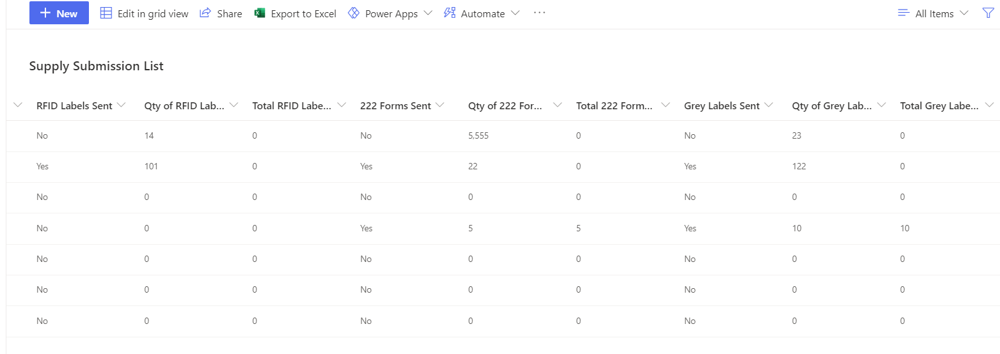 New Edit in grid view Share Export to Excel Power Apps Automate ··· All Items
Supply Submission List
RFID Labels Sent Qty of RFID Lab... Total RFID Labe... 222 Forms Sent Qty of 222 For... Total 222 Form... Grey Labels Sent Qty of Grey Lab... Total Grey Labe...
No 14 0 No 5,555 0 No 23 0
Yes 101 0 Yes 22 0 Yes 122 0
No 0 0 No 0 0 No 0 0
No 0 0 Yes 5 5 Yes 10 10
No 0 0 No 0 0 No 0 0
No 0 0 No 0 0 No 0 0
No 0 0 No 0 0 No 0 0